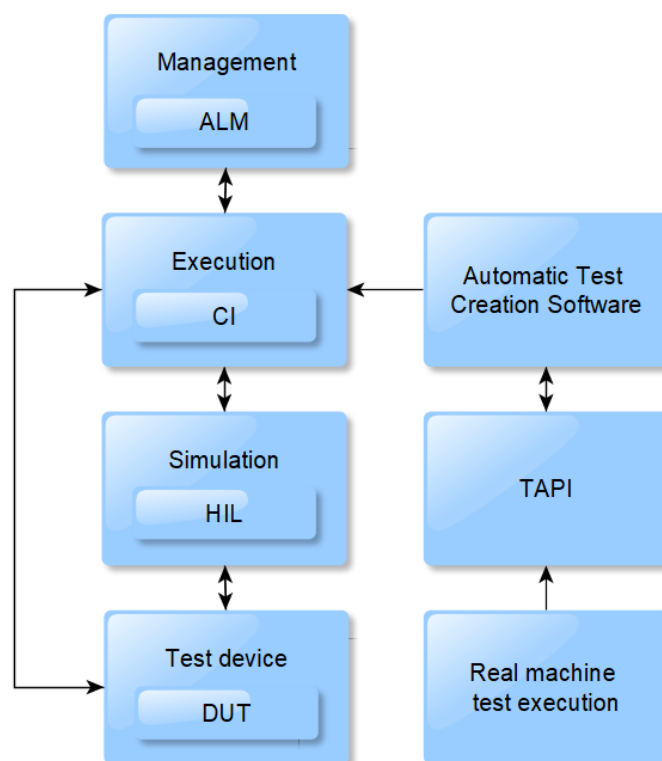 Management
ALM
Execution
CI
Automatic Test
Creation Software
Simulation
HIL
TAPI
Test device
DUT
Real machine
test execution